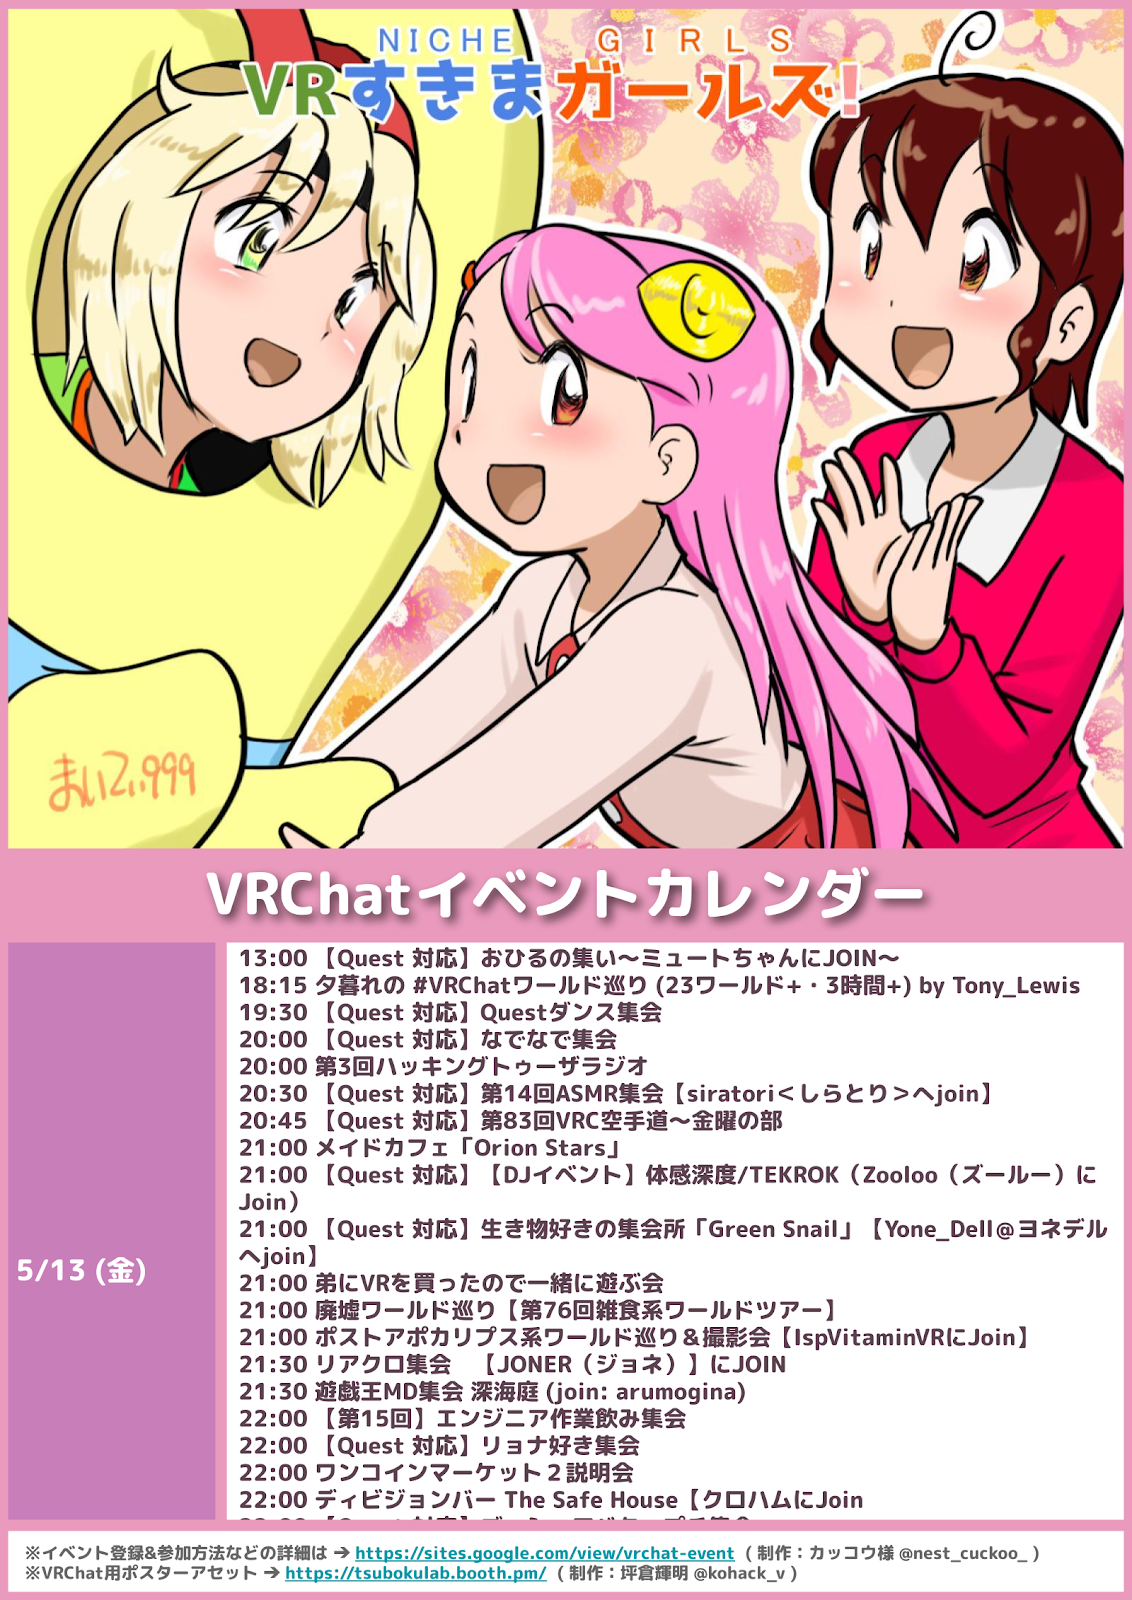 NICHE GIRLS
VRすきまガールズ!
まいてぃ999
VRChatイベントカレンダー
5/13 (金)
13:00 【Quest 対応】おひるの集い～ミュートちゃんにJOIN～
18:15 夕暮れの #VRChatワールド巡り (23ワールド+・3時間+) by Tony_Lewis
19:30 【Quest 対応】Questダンス集会
20:00 【Quest 対応】なでなで集会
20:00 第3回ハッキングトゥーザラジオ
20:30 【Quest 対応】第14回ASMR集会【siratori＜しらとり＞へjoin】
20:45 【Quest 対応】第83回VRC空手道～金曜の部
21:00 メイドカフェ「Orion Stars」
21:00 【Quest 対応】【DJイベント】体感深度/TEKROK（Zooloo（ズールー）に
Join）
21:00 【Quest 対応】生き物好きの集会所「Green Snail」【Yone_Dell＠ヨネデル
へjoin】
21:00 弟にVRを買ったので一緒に遊ぶ会
21:00 廃墟ワールド巡り【第76回雑食系ワールドツアー】
21:00 ポストアポカリプス系ワールド巡り＆撮影会【IspVitaminVRにJoin】
21:30 リアクロ集会　【JONER（ジョネ）】にJOIN
21:30 遊戯王MD集会 深海庭 (join: arumogina)
22:00 【第15回】エンジニア作業飲み集会
22:00 【Quest 対応】リョナ好き集会
22:00 ワンコインマーケット２説明会
22:00 ディビジョンバー The Safe House【クロハムにJoin
※イベント登録&参加方法などの詳細は ➔ https://sites.google.com/view/vrchat-event ( 制作：カッコウ様 @nest_cuckoo_ )
※VRChat用ポスターアセット ➔ https://tsubokulab.booth.pm/ ( 制作：坪倉輝明 @kohack_v )